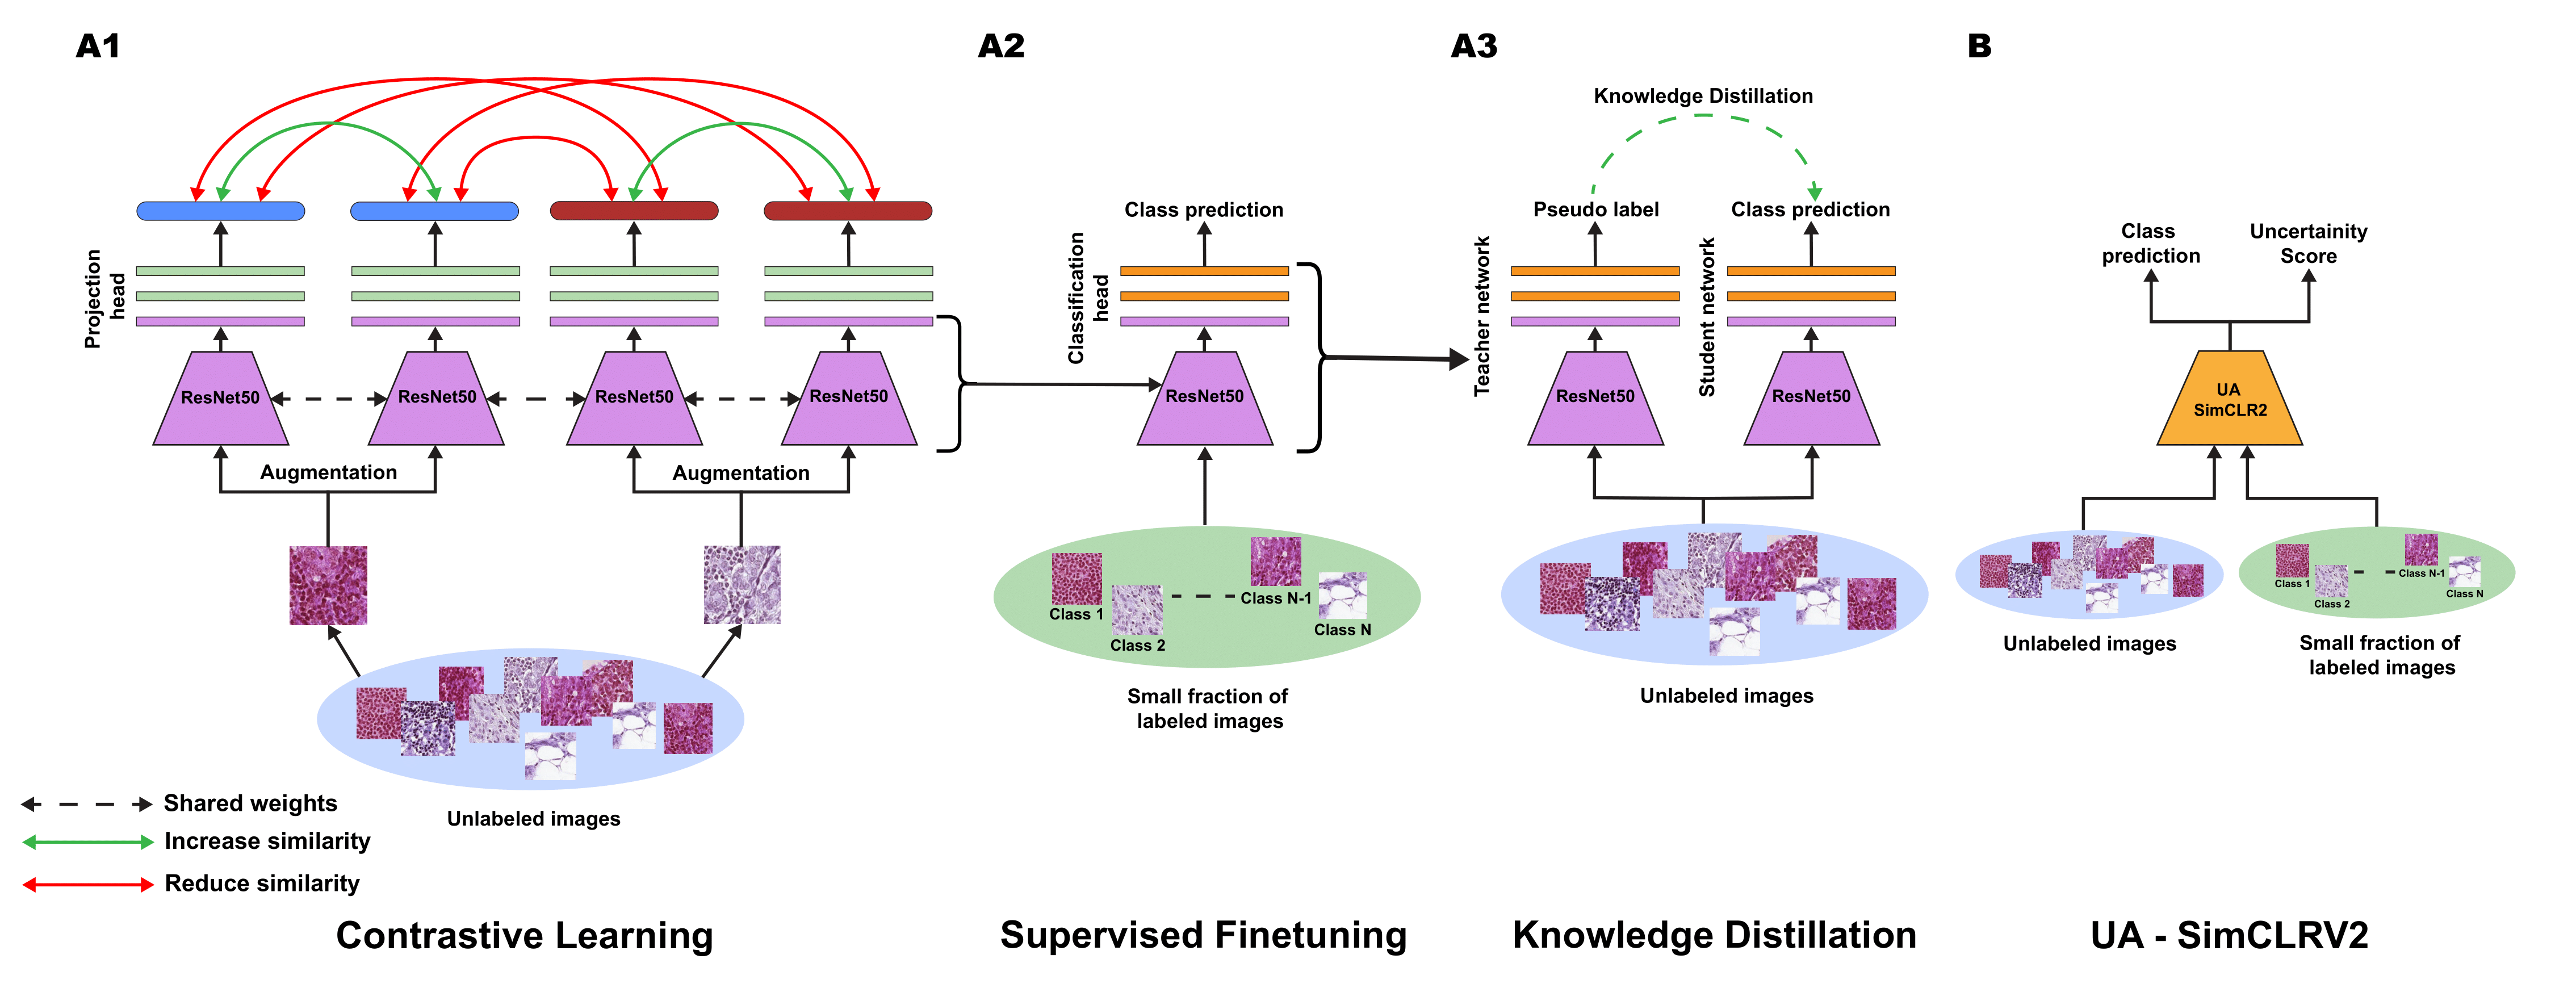 A1
Projection
head
ResNet50
ResNet50
ResNet50
ResNet50
Augmentation
Augmentation
Unlabeled images
Shared weights
Increase similarity
Reduce similarity
Contrastive Learning
A2
Class prediction
Classification
head
ResNet50
Class 1
Class 2
Class N-1
Class N
Small fraction of
labeled images
Supervised Finetuning
A3
Knowledge Distillation
Pseudo label
Class prediction
Teacher network
Student network
ResNet50
ResNet50
Unlabeled images
Knowledge Distillation
B
Class
prediction
Uncertainity
Score
UA
SimCLR2
Class 1
Class 2
Class N-1
Class N
Unlabeled images
Small fraction of
labeled images
UA - SimCLRV2